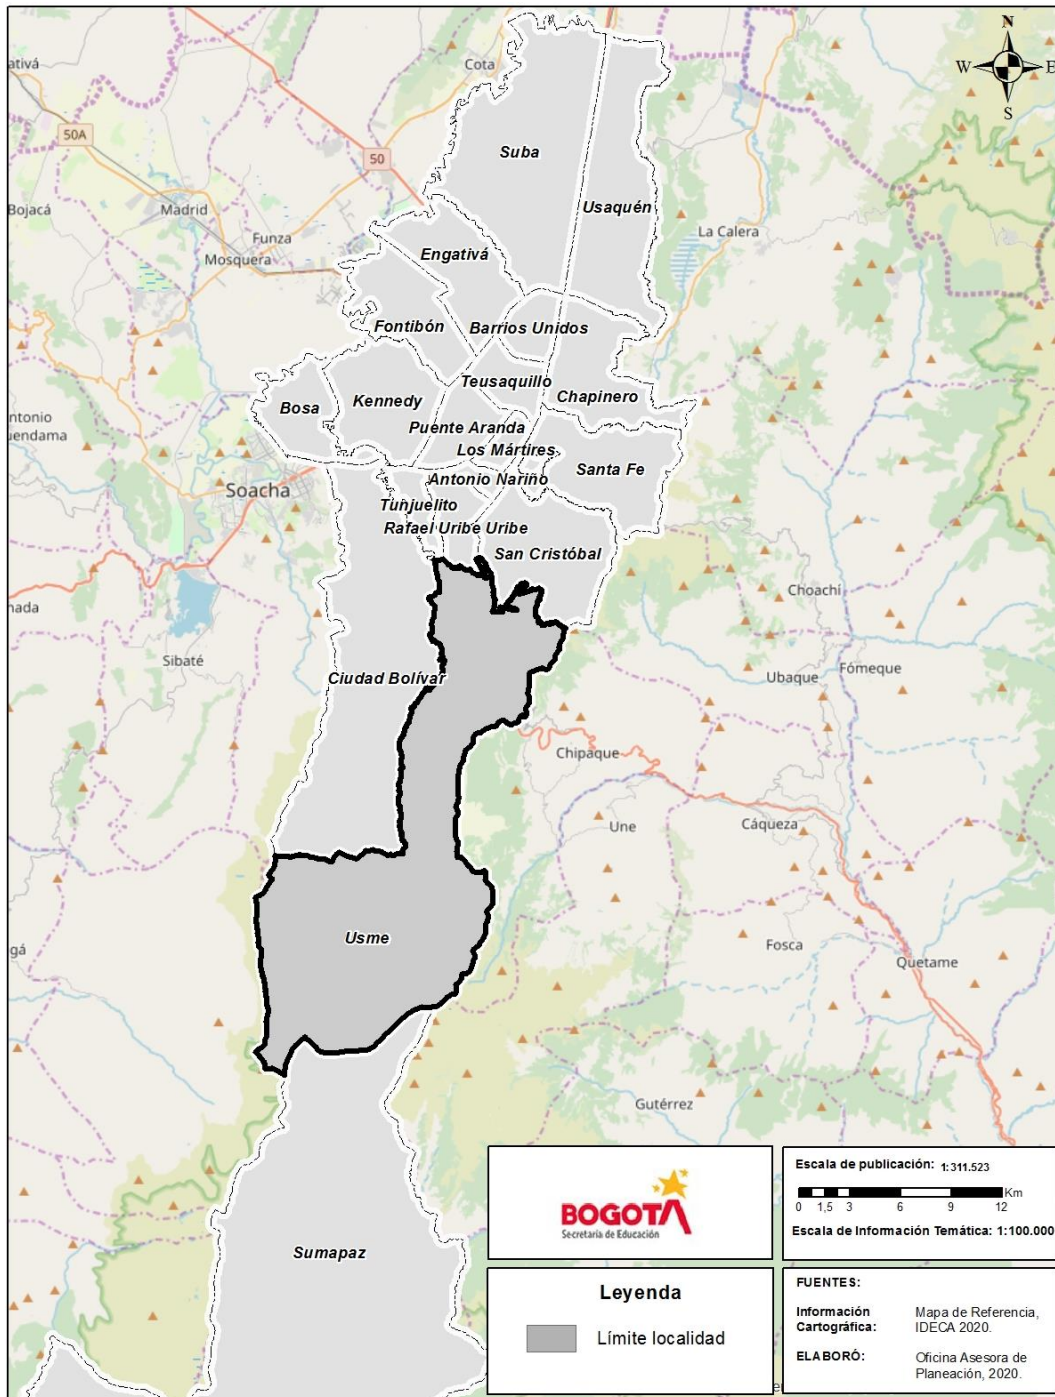 N
W
E
S
ativá
Cota
50A
50
Suba
Usaquén
Bojacá
Madrid
La Calera
Funza
Mosquera
Engativá
Fontibón
Barrios Unidos
Teusaquillo
Chapinero
Bosa
Kennedy
ntonio
uendama
Puente Aranda
Los Mártires
Santa Fe
Antonio Nariño
Soacha
Tunjuelito
Rafael Uribe Uribe
San Cristóbal
Choachí
nada
Sibaté
Ubaque
Fómeque
Ciudad Bolívar
Chipaque
Une
Cáqueza
Usme
Fosca
gá
Quetame
Gutérrez
Sumapaz
BOGOTÁ
Secretaría de Educación
Escala de publicación: 1:311.523
Km
0 1,5 3 6 9 12
Escala de Información Temática: 1:100.000
Leyenda
Límite localidad
FUENTES:
Información Cartográfica: Mapa de Referencia, IDECA 2020.
ELABORÓ: Oficina Asesora de Planeación, 2020.